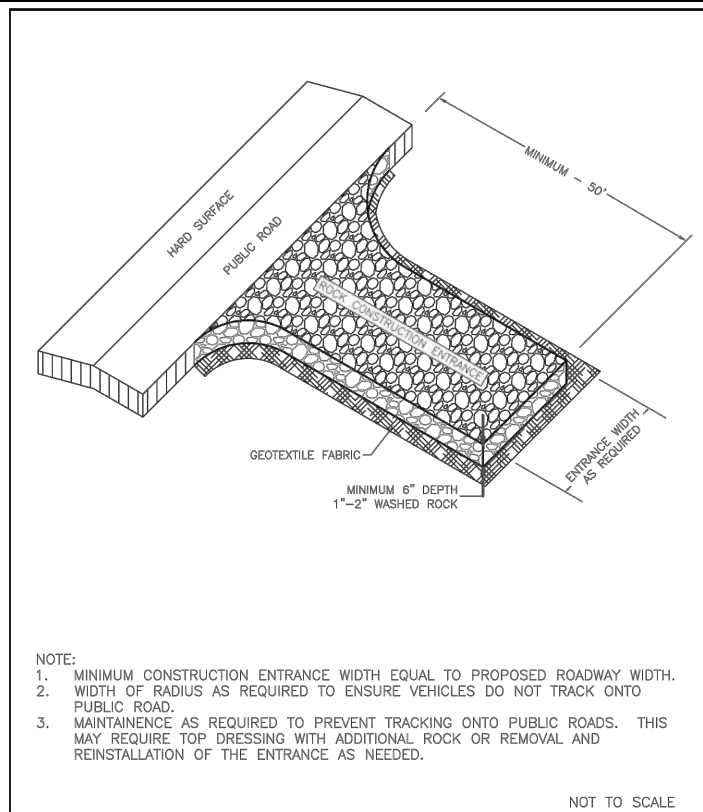 MINIMUM - 50'
HARD SURFACE
PUBLIC ROAD
ROCK CONSTRUCTION ENTRANCE
GEOTEXTILE FABRIC
ENTRANCE WIDTH
AS REQUIRED
MINIMUM 6" DEPTH
1"-2" WASHED ROCK
NOTE:
1. MINIMUM CONSTRUCTION ENTRANCE WIDTH EQUAL TO PROPOSED ROADWAY WIDTH.
2. WIDTH OF RADIUS AS REQUIRED TO ENSURE VEHICLES DO NOT TRACK ONTO
PUBLIC ROAD.
3. MAINTAINENCE AS REQUIRED TO PREVENT TRACKING ONTO PUBLIC ROADS. THIS
MAY REQUIRE TOP DRESSING WITH ADDITIONAL ROCK OR REMOVAL AND
REINSTALLATION OF THE ENTRANCE AS NEEDED.
NOT TO SCALE